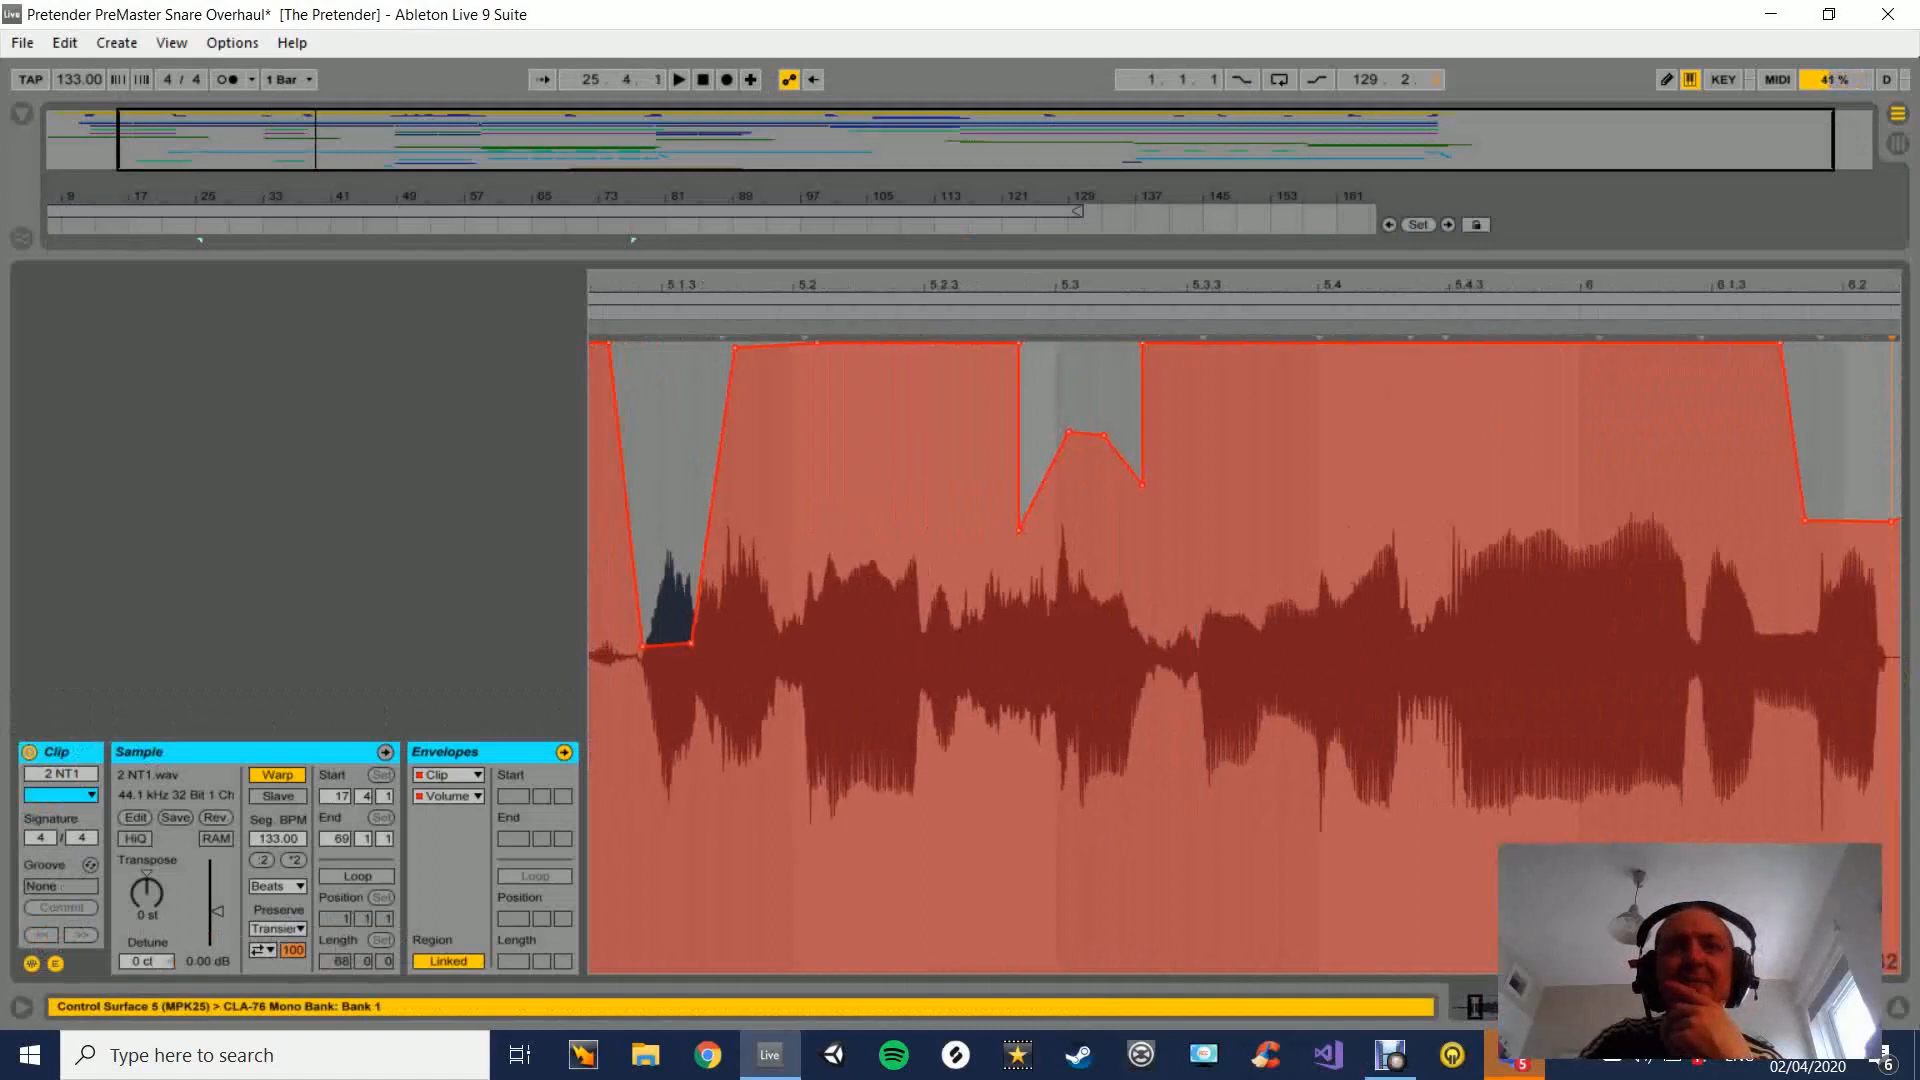 Live Pretender PreMaster Snare Overhaul* [The Pretender] - Ableton Live 9 Suite
File Edit Create View Options Help
TAP 133.00 4 / 4 1 Bar 25 . 4 . 1 1 . 1 . 1 129 . 2 . KEY MIDI 41 % D
9 17 25 33 41 49 57 65 73 81 89 97 105 113 121 129 137 145 153 181
Set
5.1.3 5.2 5.2.3 5.3 5.3.3 5.4 5.4.3 6 6.1.3 6.2
Clip Sample Envelopes
2 NT1 2 NT1.wav Warp Start Set Clip Start
44.1 kHz 32 Bit 1 Ch Slave 17 4 1 Volume
Signature Edit Save Rev. Seg. BPM End Set End
4 / 4 HiQ RAM 133.00 69 1 1
Groove Transpose :2 *2 Loop Loop
None Beats Position Set Position
Commit 0 st Preserve 1 1 1
<< >> Transien Length Set Region Length
Detune 100
0 ct 0.00 dB 68 0 0 Linked
Control Surface 5 (MPK25) > CLA-76 Mono Bank: Bank 1
Type here to search Live 5 02/04/2020 6